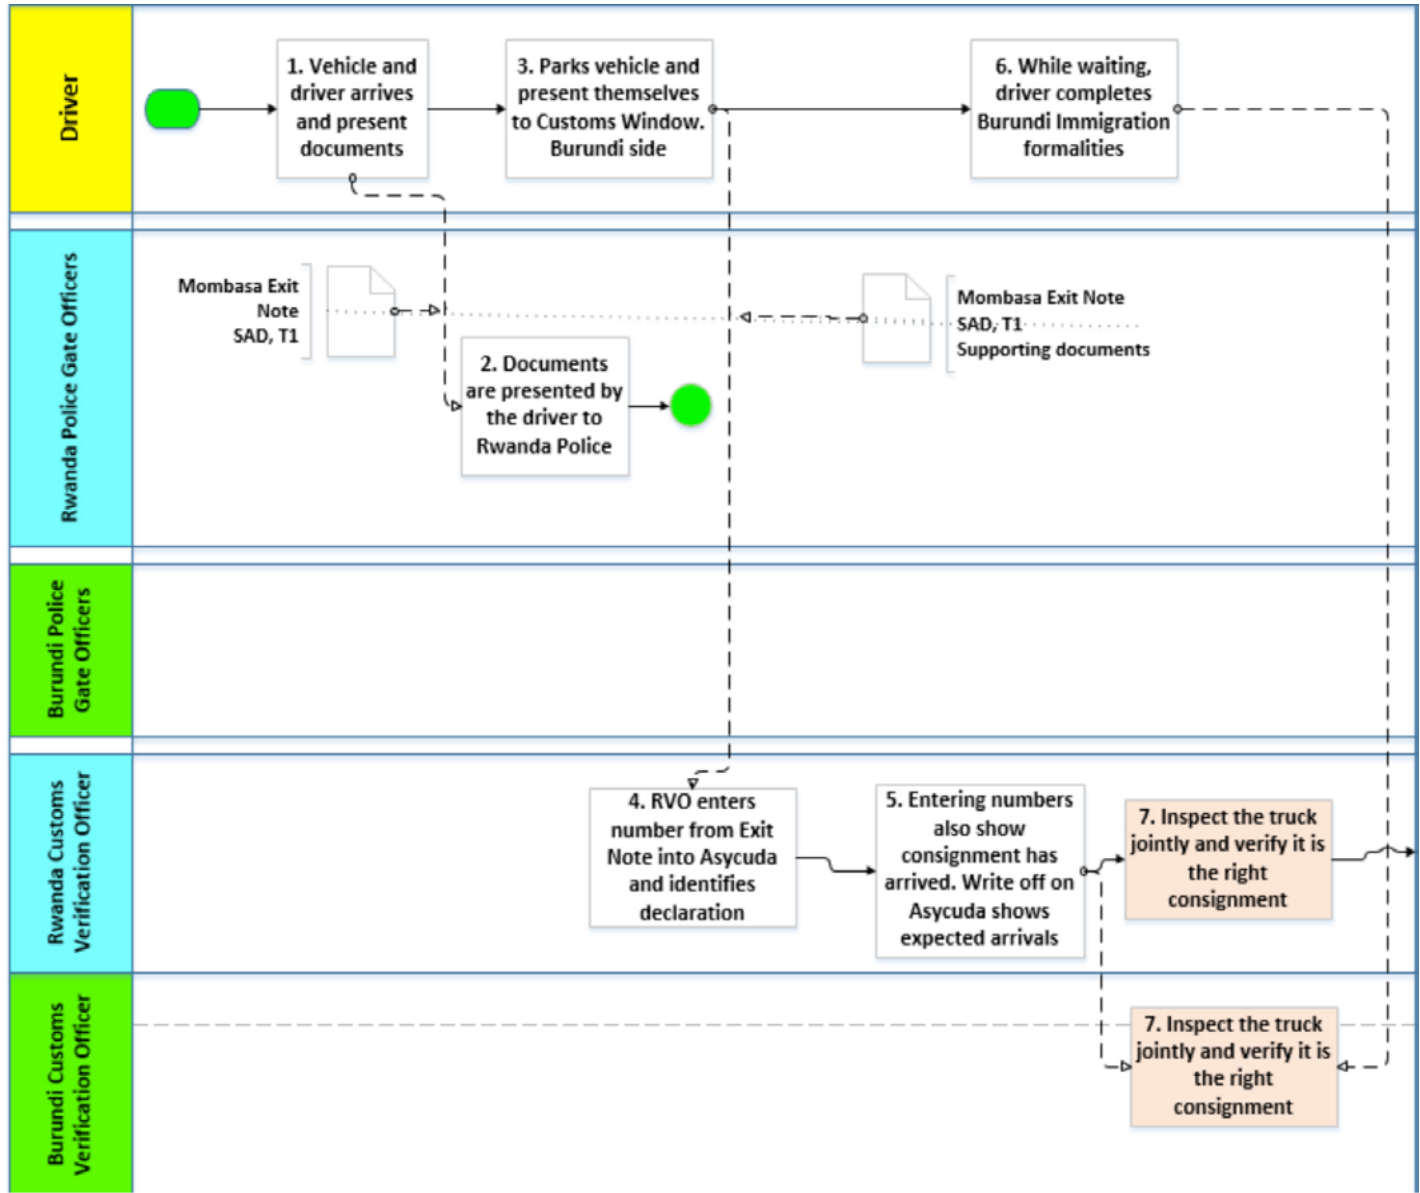 Driver
1. Vehicle and
driver arrives
and present
documents
3. Parks vehicle and
present themselves
to Customs Window.
Burundi side
6. While waiting,
driver completes
Burundi Immigration
formalities
Rwanda Police Gate Officers
Mombasa Exit
Note
SAD, T1
Mombasa Exit Note
SAD, T1
Supporting documents
2. Documents
are presented by
the driver to
Rwanda Police
Burundi Police
Gate Officers
Rwanda Customs
Verification Officer
4. RVO enters
number from Exit
Note into Asycuda
and identifies
declaration
5. Entering numbers
also show
consignment has
arrived. Write off on
Asycuda shows
expected arrivals
7. Inspect the truck
jointly and verify it is
the right
consignment
Burundi Customs
Verification Officer
7. Inspect the truck
jointly and verify it is
the right
consignment